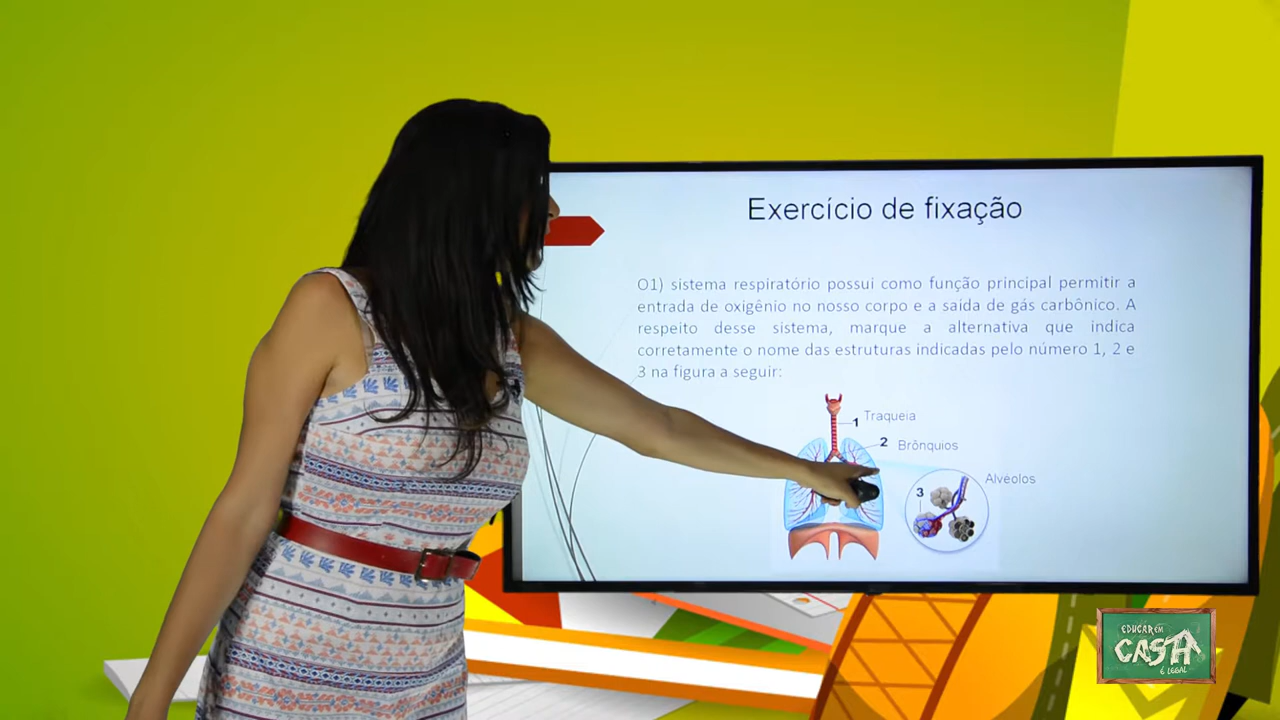 Exercício de fixação
O1) sistema respiratório possui como função principal permitir a
entrada de oxigênio no nosso corpo e a saída de gás carbônico. A
respeito desse sistema, marque a alternativa que indica
corretamente o nome das estruturas indicadas pelo número 1, 2 e
3 na figura a seguir:
1 Traqueia
2 Brônquios
Alvéolos
3
EDUCAR EM
CASA
É LEGAL